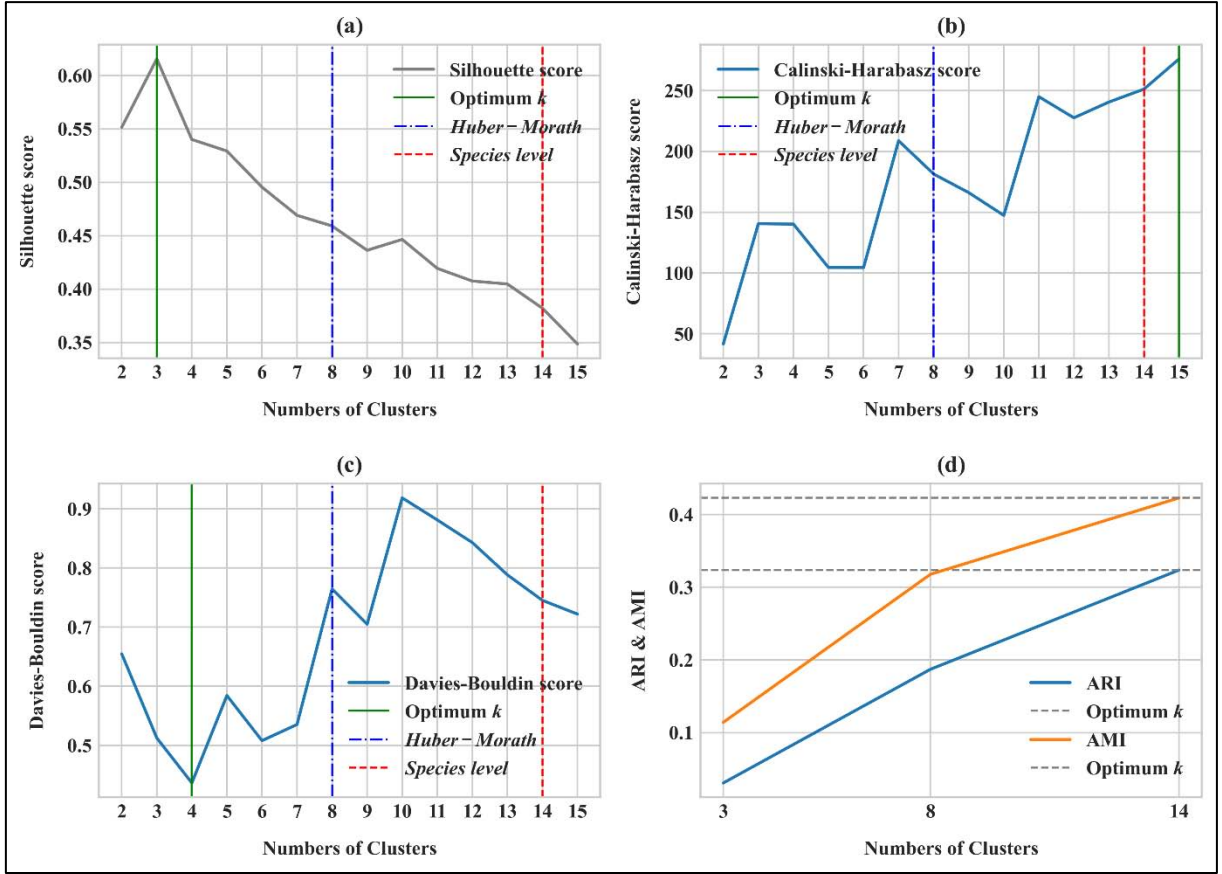 (a)
Silhouette score
0.60
0.55
0.50
0.45
0.40
0.35
Silhouette score
Optimum k
Huber−Morath
Species level
2 3 4 5 6 7 8 9 10 11 12 13 14 15
Numbers of Clusters
(b)
Calinski-Harabasz score
250
200
150
100
50
Calinski-Harabasz score
Optimum k
Huber−Morath
Species level
2 3 4 5 6 7 8 9 10 11 12 13 14 15
Numbers of Clusters
(c)
Davies-Bouldin score
0.9
0.8
0.7
0.6
0.5
Davies-Bouldin score
Optimum k
Huber−Morath
Species level
2 3 4 5 6 7 8 9 10 11 12 13 14 15
Numbers of Clusters
(d)
ARI & AMI
0.4
0.3
0.2
0.1
ARI
Optimum k
AMI
Optimum k
3 8 14
Numbers of Clusters